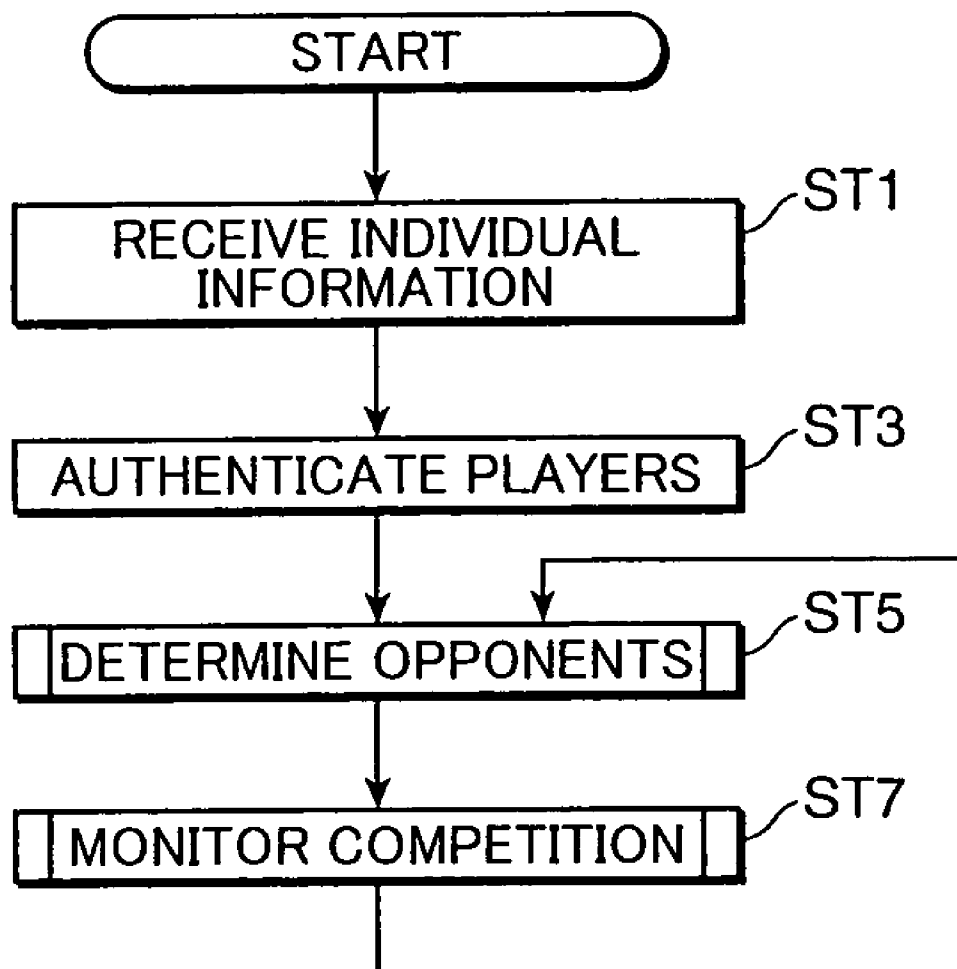 START
ST1
RECEIVE INDIVIDUAL
INFORMATION
ST3
AUTHENTICATE PLAYERS
ST5
DETERMINE OPPONENTS
ST7
MONITOR COMPETITION